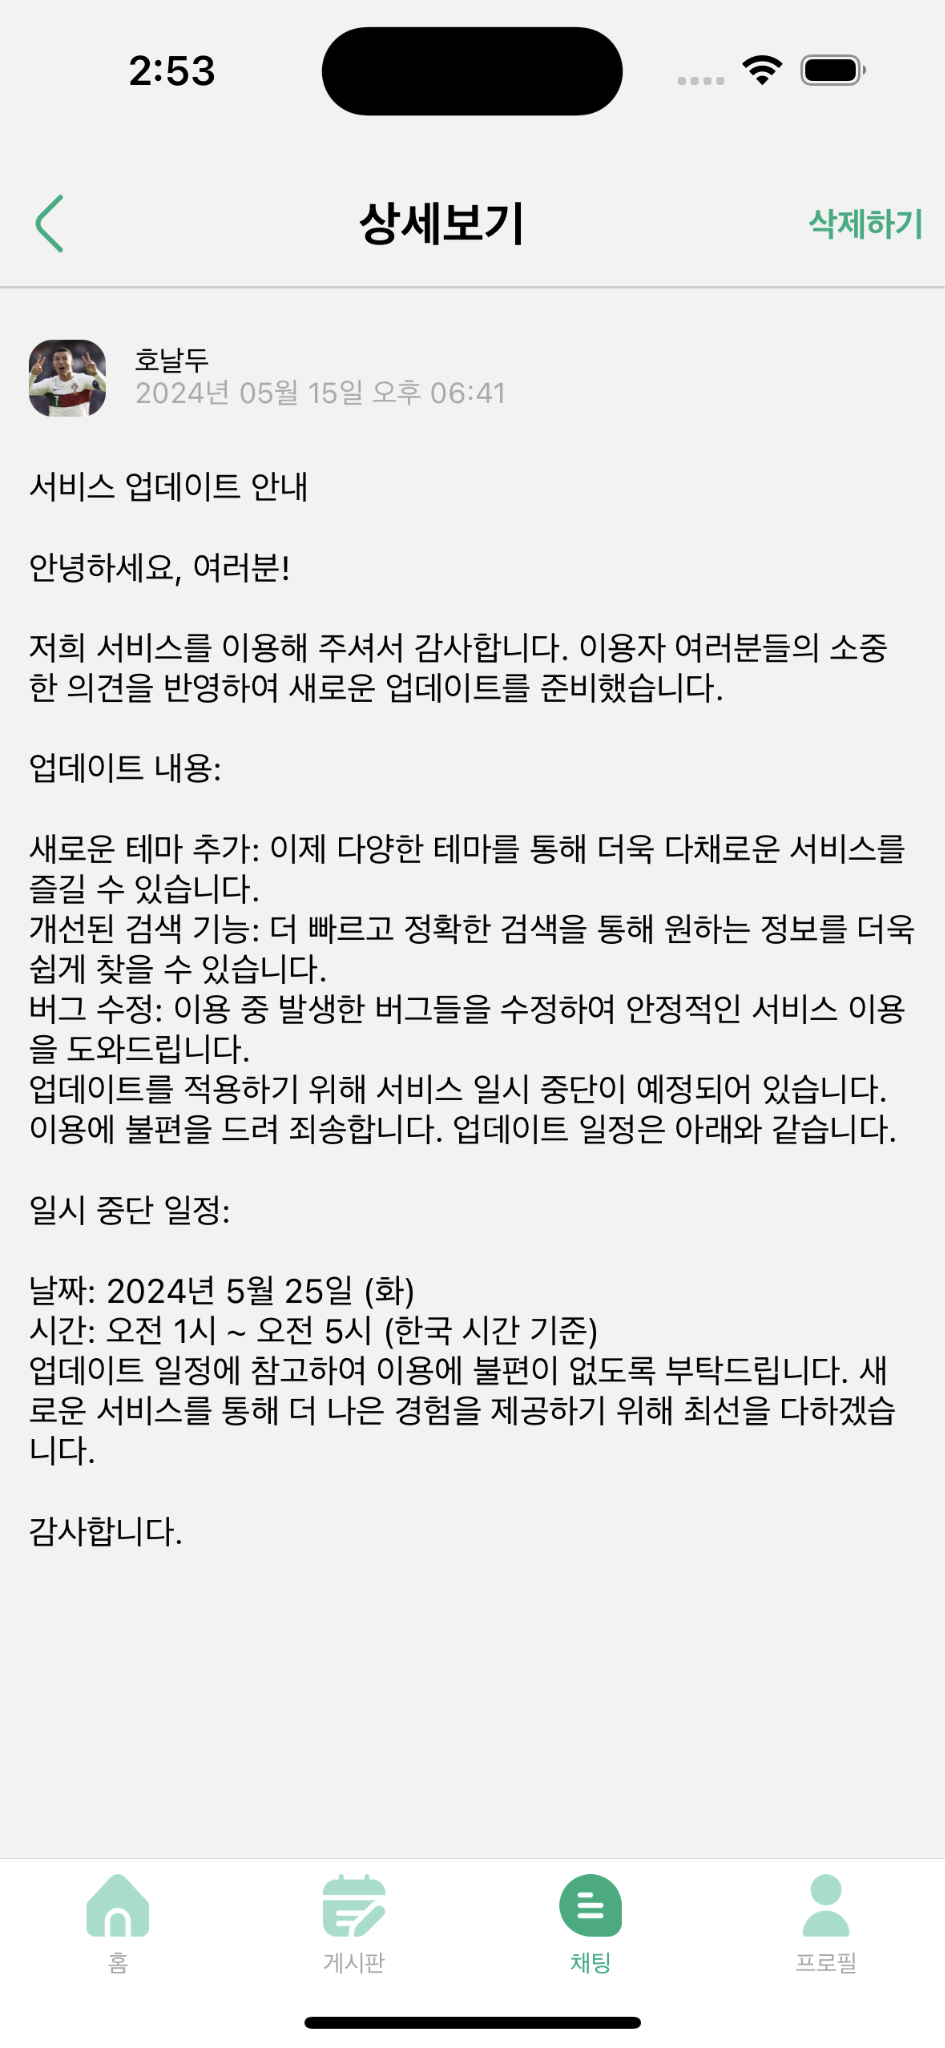 2:53
상세보기
삭제하기
호날두
2024년 05월 15일 오후 06:41
서비스 업데이트 안내
안녕하세요, 여러분!
저희 서비스를 이용해 주셔서 감사합니다. 이용자 여러분들의 소중
한 의견을 반영하여 새로운 업데이트를 준비했습니다.
업데이트 내용:
새로운 테마 추가: 이제 다양한 테마를 통해 더욱 다채로운 서비스를
즐길 수 있습니다.
개선된 검색 기능: 더 빠르고 정확한 검색을 통해 원하는 정보를 더욱
쉽게 찾을 수 있습니다.
버그 수정: 이용 중 발생한 버그들을 수정하여 안정적인 서비스 이용
을 도와드립니다.
업데이트를 적용하기 위해 서비스 일시 중단이 예정되어 있습니다.
이용에 불편을 드려 죄송합니다. 업데이트 일정은 아래와 같습니다.
일시 중단 일정:
날짜: 2024년 5월 25일 (화)
시간: 오전 1시 ~ 오전 5시 (한국 시간 기준)
업데이트 일정에 참고하여 이용에 불편이 없도록 부탁드립니다. 새
로운 서비스를 통해 더 나은 경험을 제공하기 위해 최선을 다하겠습
니다.
감사합니다.
홈
게시판
채팅
프로필